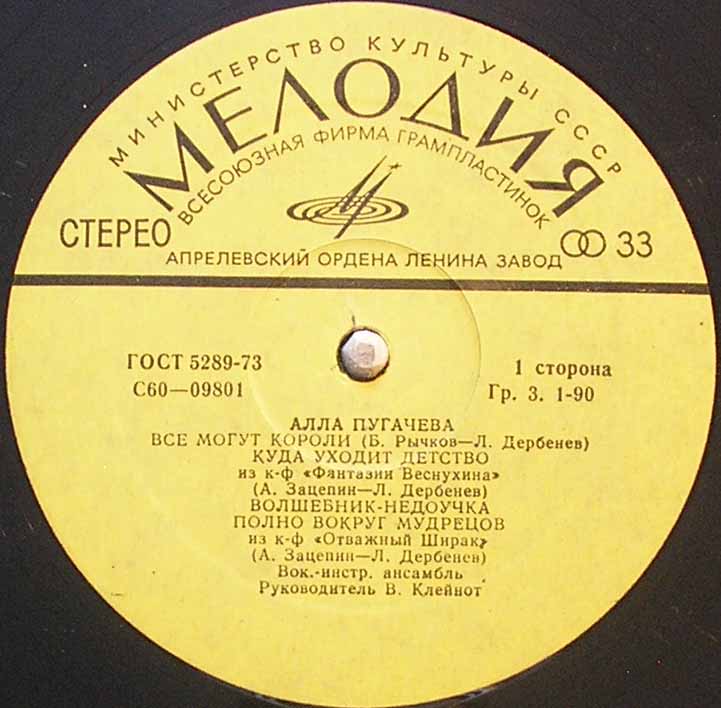 МИНИСТЕРСТВО КУЛЬТУРЫ СССР
МЕЛОДИЯ
ВСЕСОЮЗНАЯ ФИРМА ГРАМПЛАСТИНОК
СТЕРЕО
33
АПРЕЛЕВСКИЙ ОРДЕНА ЛЕНИНА ЗАВОД
ГОСТ 5289-73
С60—09801
1 сторона
Гр. 3. 1-90
АЛЛА ПУГАЧЕВА
ВСЕ МОГУТ КОРОЛИ (Б. Рычков—Л. Дербенев)
КУДА УХОДИТ ДЕТСТВО
из к-ф «Фантазии Веснухина»
(А. Зацепин—Л. Дербенев)
ВОЛШЕБНИК-НЕДОУЧКА
ПОЛНО ВОКРУГ МУДРЕЦОВ
из к-ф «Отважный Ширак»
(А. Зацепин—Л. Дербенев)
Вок.-инстр. ансамбль
Руководитель В. Клейнот